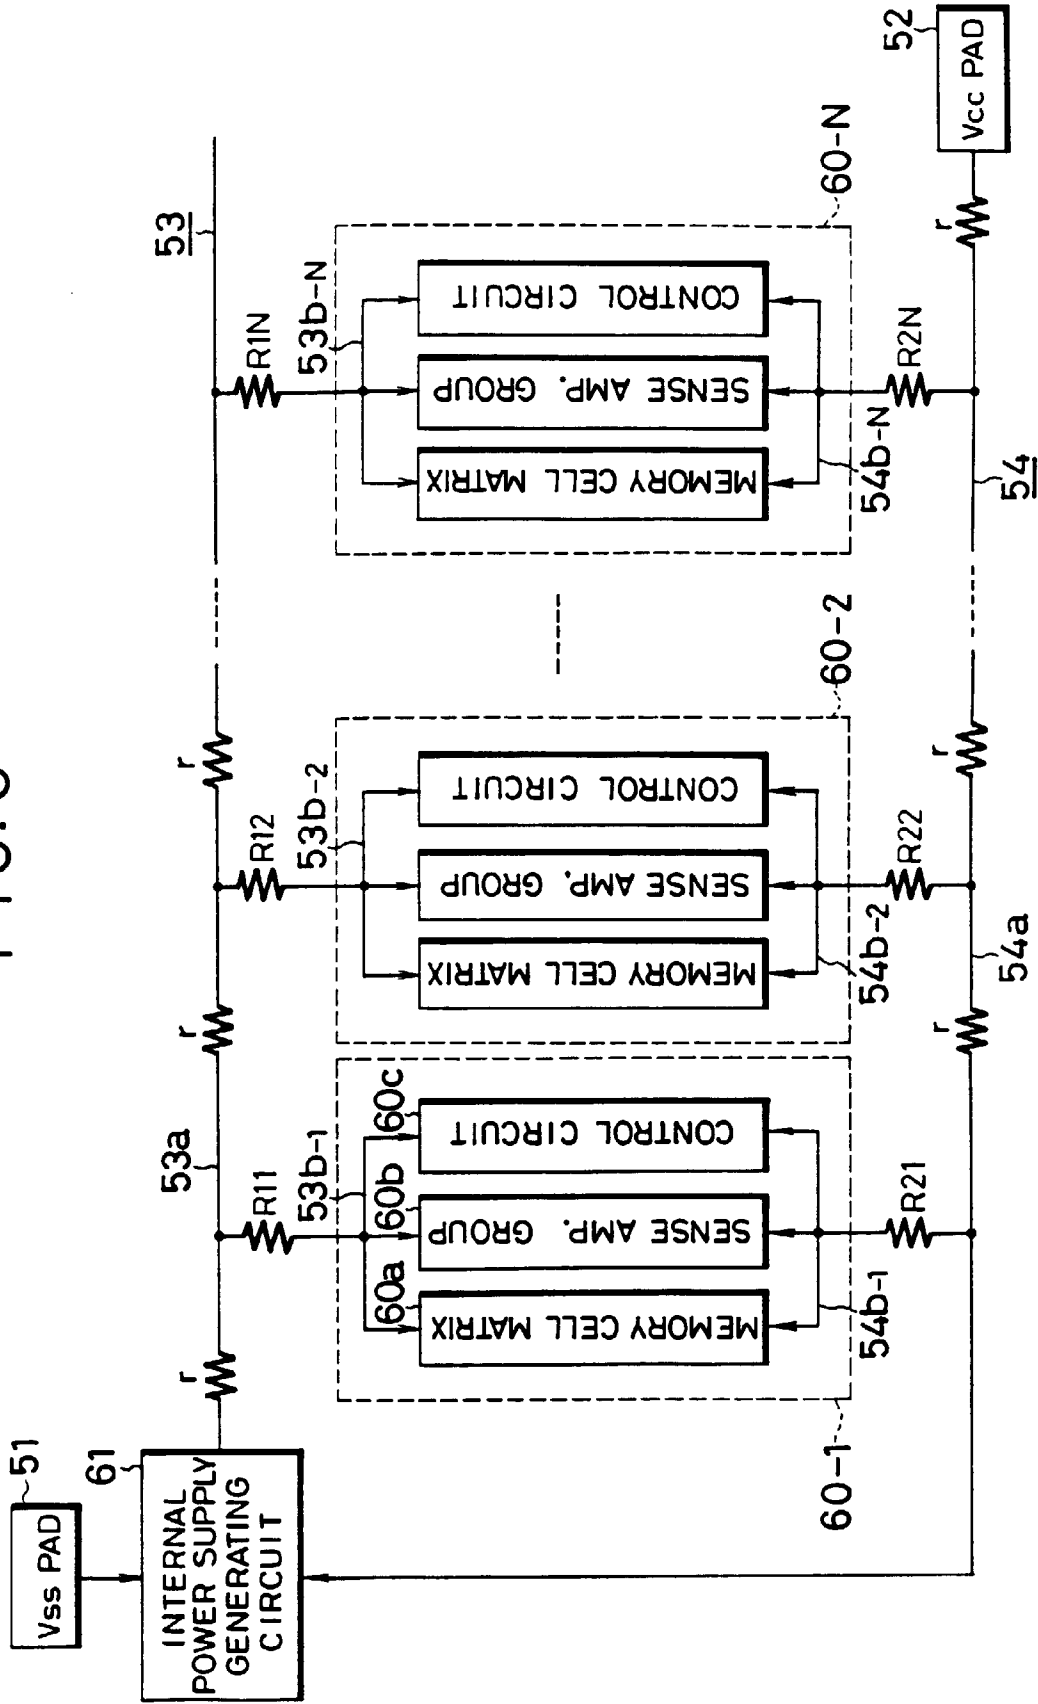 Vss PAD
51
INTERNAL
POWER SUPPLY
GENERATING
CIRCUIT
61
r
53a
r
r
53
R11
R12
R1N
60-1
53b-1
60a
60b
60c
MEMORY CELL MATRIX
SENSE AMP. GROUP
CONTROL CIRCUIT
54b-1
60-2
53b-2
MEMORY CELL MATRIX
SENSE AMP. GROUP
CONTROL CIRCUIT
54b-2
60-N
53b-N
MEMORY CELL MATRIX
SENSE AMP. GROUP
CONTROL CIRCUIT
54b-N
R21
R22
R2N
r
54a
r
54
r
Vcc PAD
52